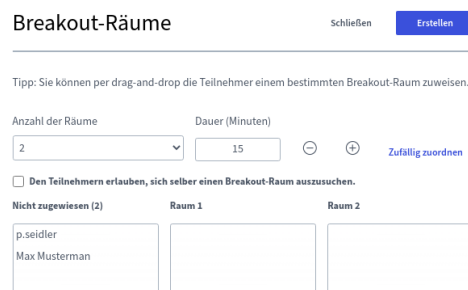 Breakout-Räume
Schließen
Erstellen
Tipp: Sie können per drag-and-drop die Teilnehmer einem bestimmten Breakout-Raum zuweisen.
Anzahl der Räume
Dauer (Minuten)
2
15
Zufällig zuordnen
Den Teilnehmern erlauben, sich selber einen Breakout-Raum auszusuchen.
Nicht zugewiesen (2)
Raum 1
Raum 2
p.seidler
Max Musterman